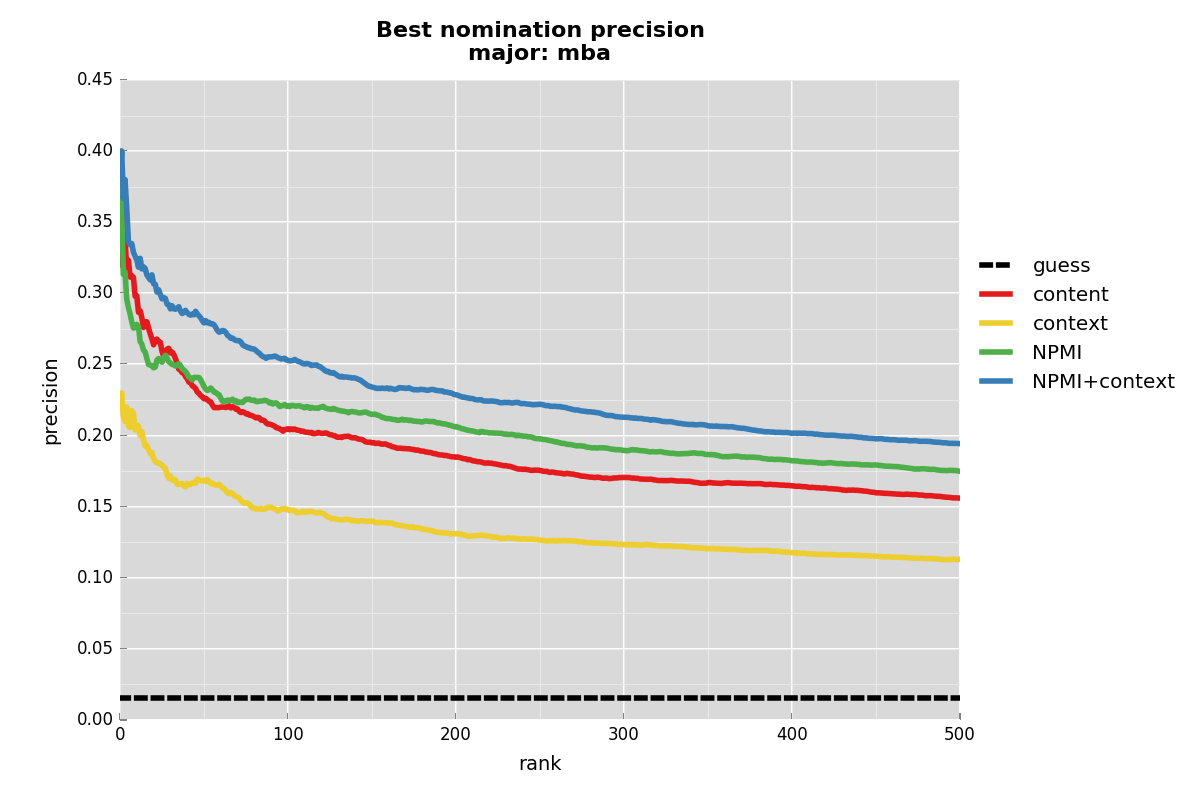 Best nomination precision
major: mba
0.45
0.40
0.35
0.30
0.25
0.20
0.15
0.10
0.05
0.00
precision
0
100
200
300
400
500
rank
guess
content
context
NPMI
NPMI+context